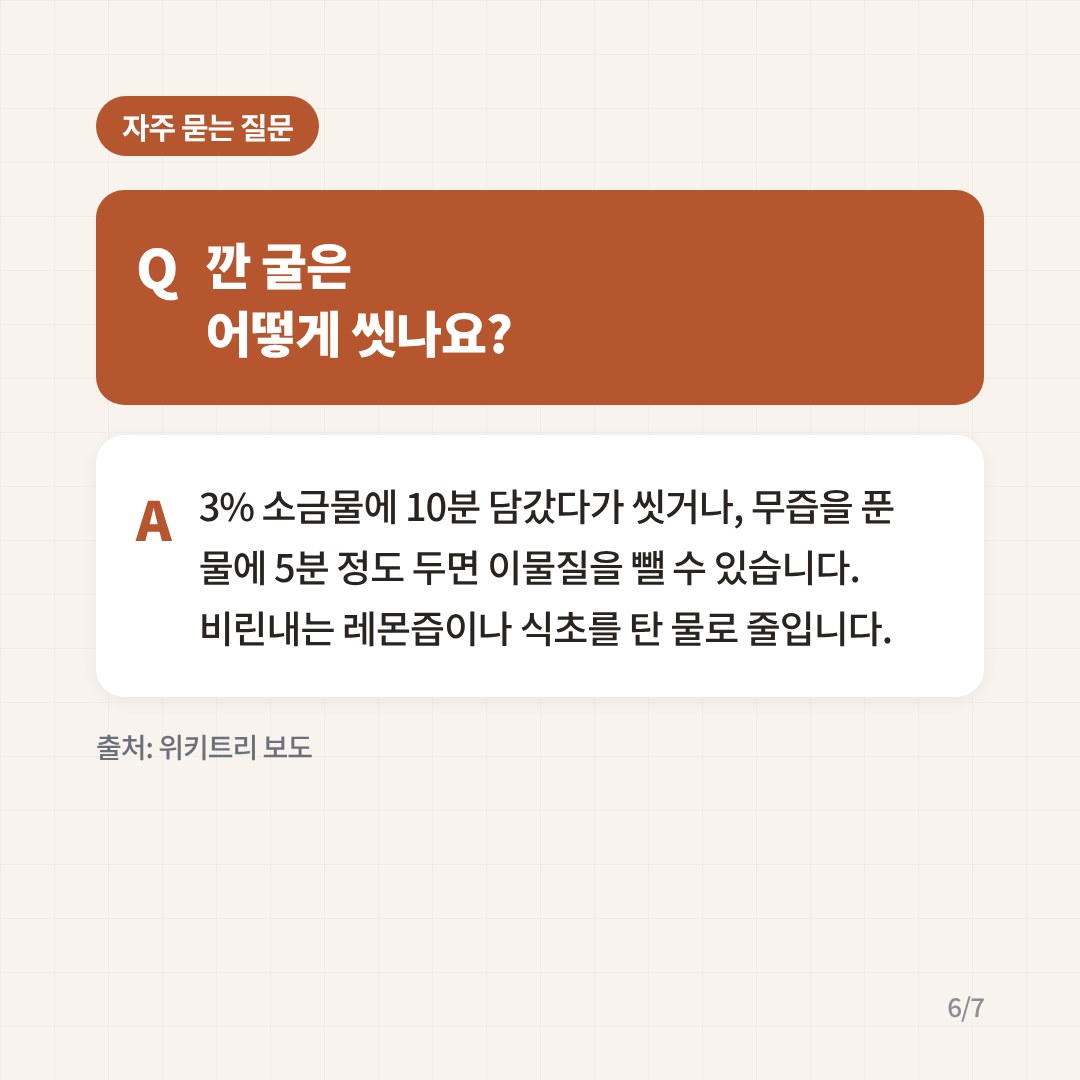 자주 묻는 질문
Q 깐 굴은
어떻게 씻나요?
A 3% 소금물에 10분 담갔다가 씻거나, 무즙을 푼
물에 5분 정도 두면 이물질을 뺄 수 있습니다.
비린내는 레몬즙이나 식초를 탄 물로 줄입니다.
출처: 위키트리 보도
6/7